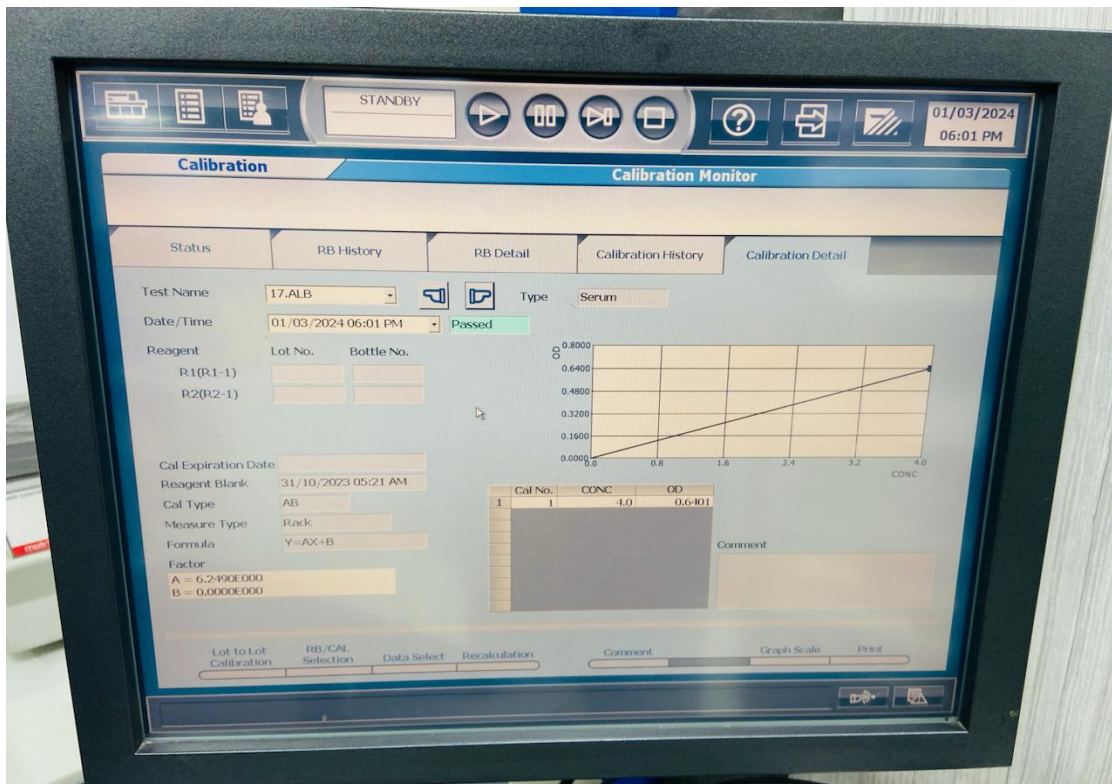 STANDBY
01/03/2024
06:01 PM
Calibration
Calibration Monitor
Status
RB History
RB Detail
Calibration History
Calibration Detail
Test Name 17.ALB Type Serum
Date/Time 01/03/2024 06:01 PM Passed
Reagent Lot No. Bottle No.
R1(R1-1)
R2(R2-1)
OD
0.8000
0.6400
0.4800
0.3200
0.1600
0.0000
0.0 0.8 1.6 2.4 3.2 4.0
CONC
Cal Expiration Date
Reagent Blank 31/10/2023 05:21 AM
Cal Type AB
Measure Type Rack
Formula Y=AX+B
Factor
A = 6.2490E000
B = 0.0000E000
Cal No. CONC OD
1 1 4.0 0.6401
Comment
Lot to Lot
Calibration
RB/CAL
Selection
Data Select
Recalculation
Comment
Graph Scale
Print